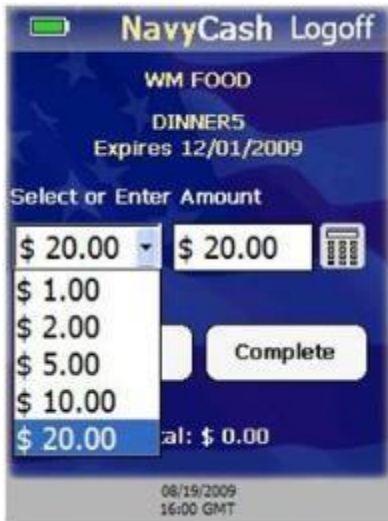 NavyCash Logoff
WM FOOD
DINNER5
Expires 12/01/2009
Select or Enter Amount
$ 20.00 $ 20.00
$ 1.00
$ 2.00
$ 5.00
$ 10.00
$ 20.00
Complete
al: $ 0.00
08/19/2009
16:00 GMT